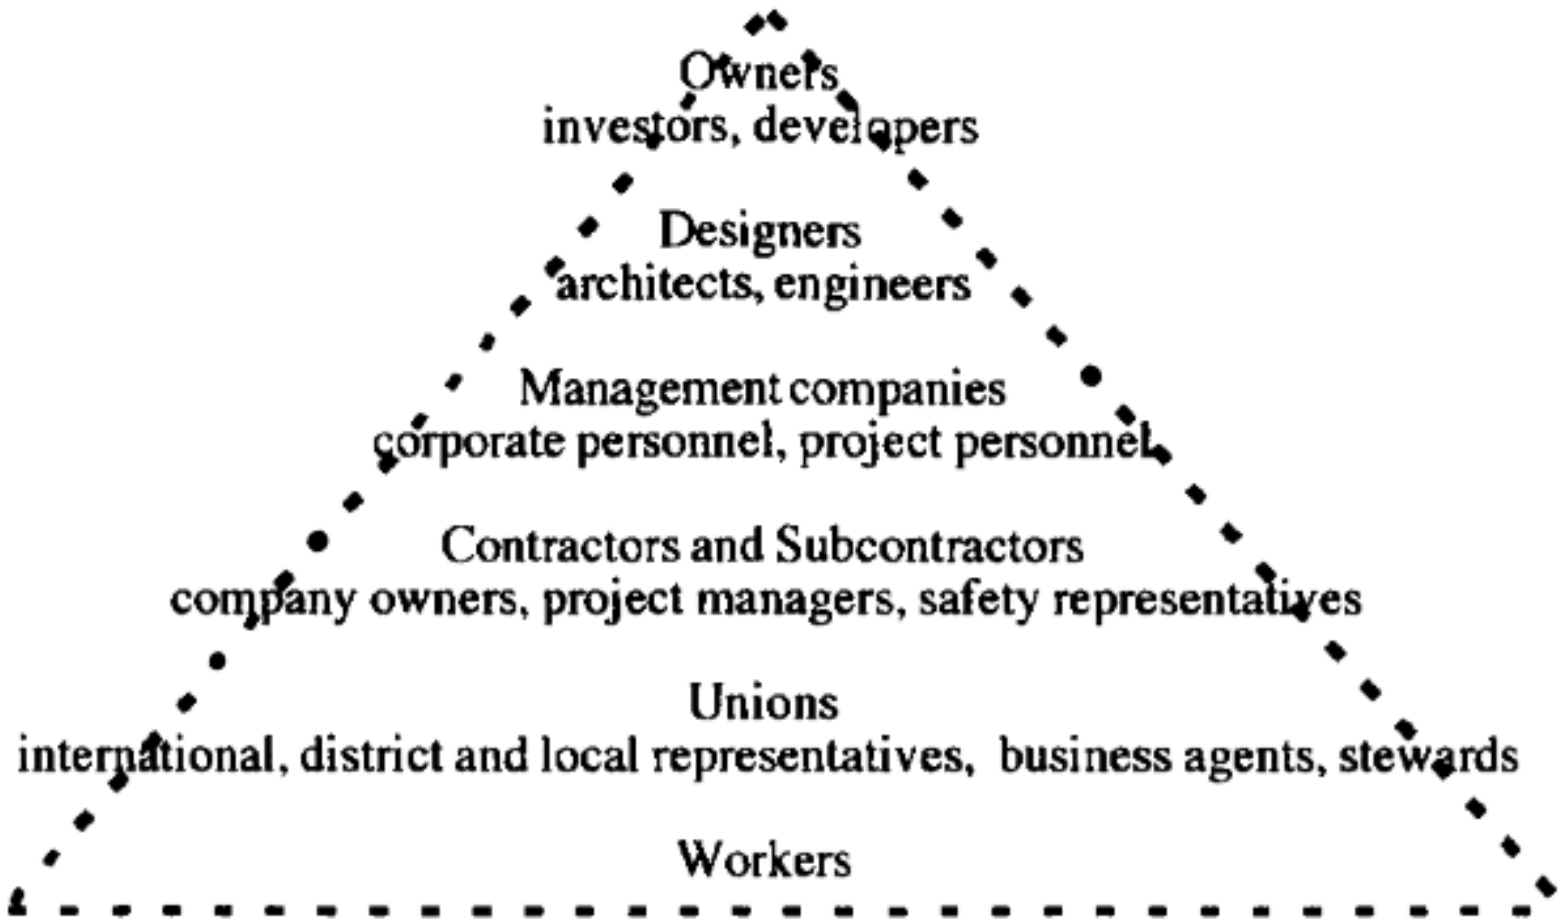 Owners
investors, developers
Designers
architects, engineers
Management companies
corporate personnel, project personnel
Contractors and Subcontractors
company owners, project managers, safety representatives
Unions
international, district and local representatives, business agents, stewards
Workers